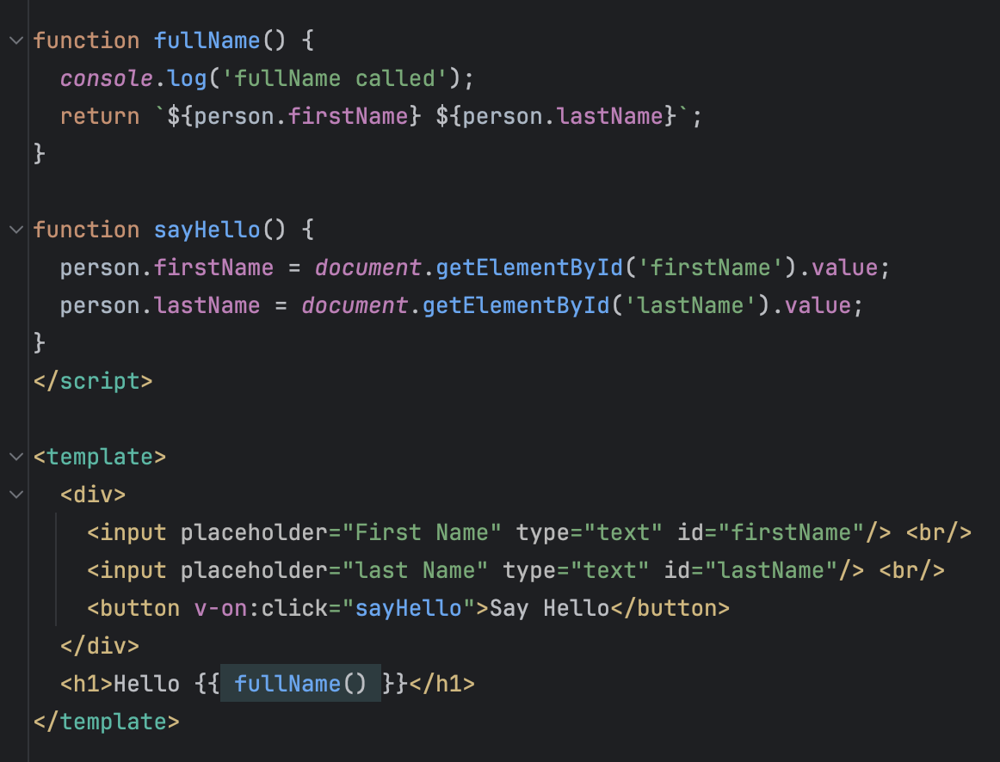 function fullName() {
  console.log('fullName called');
  return `${person.firstName} ${person.lastName}`;
}
function sayHello() {
  person.firstName = document.getElementById('firstName').value;
  person.lastName = document.getElementById('lastName').value;
}
</script>
<template>
  <div>
    <input placeholder="First Name" type="text" id="firstName"/> <br/>
    <input placeholder="last Name" type="text" id="lastName"/> <br/>
    <button v-on:click="sayHello">Say Hello</button>
  </div>
  <h1>Hello {{ fullName() }}</h1>
</template>